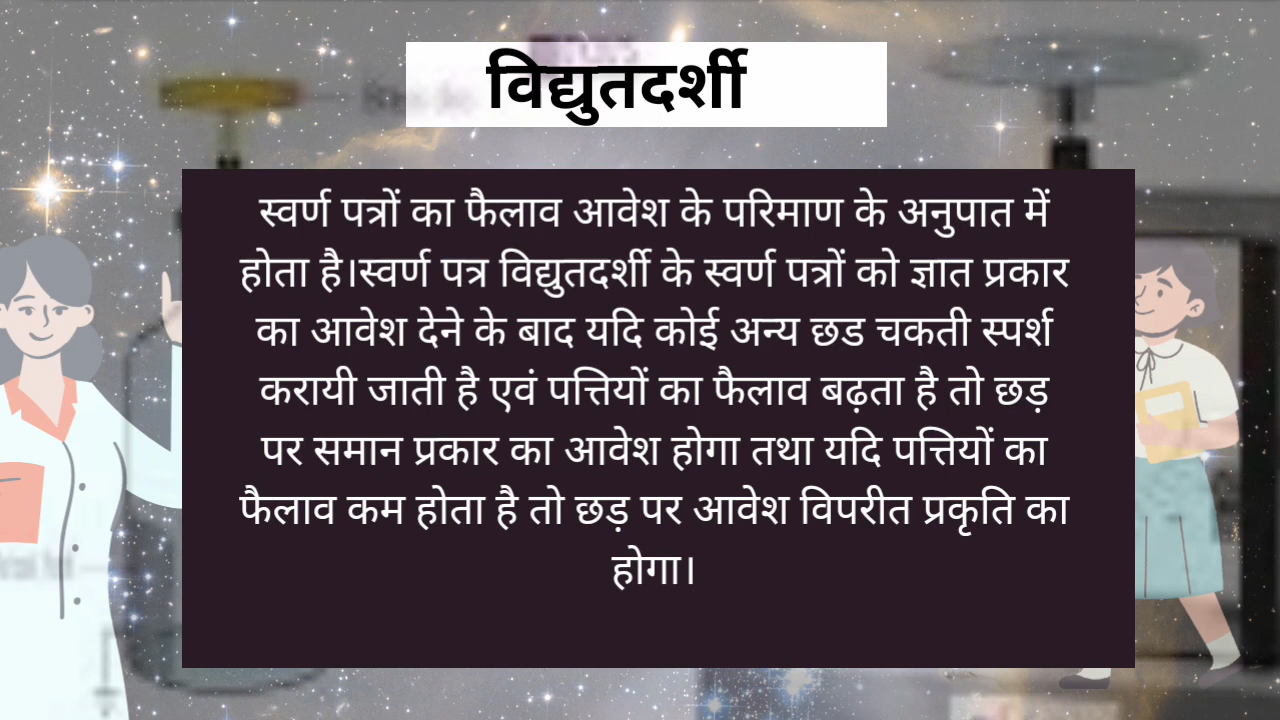 विद्युतदर्शी
स्वर्ण पत्रों का फैलाव आवेश के परिमाण के अनुपात में
होता है।स्वर्ण पत्र विद्युतदर्शी के स्वर्ण पत्रों को ज्ञात प्रकार
का आवेश देने के बाद यदि कोई अन्य छड चकती स्पर्श
करायी जाती है एवं पत्तियों का फैलाव बढ़ता है तो छड़
पर समान प्रकार का आवेश होगा तथा यदि पत्तियों का
फैलाव कम होता है तो छड़ पर आवेश विपरीत प्रकृति का
होगा।